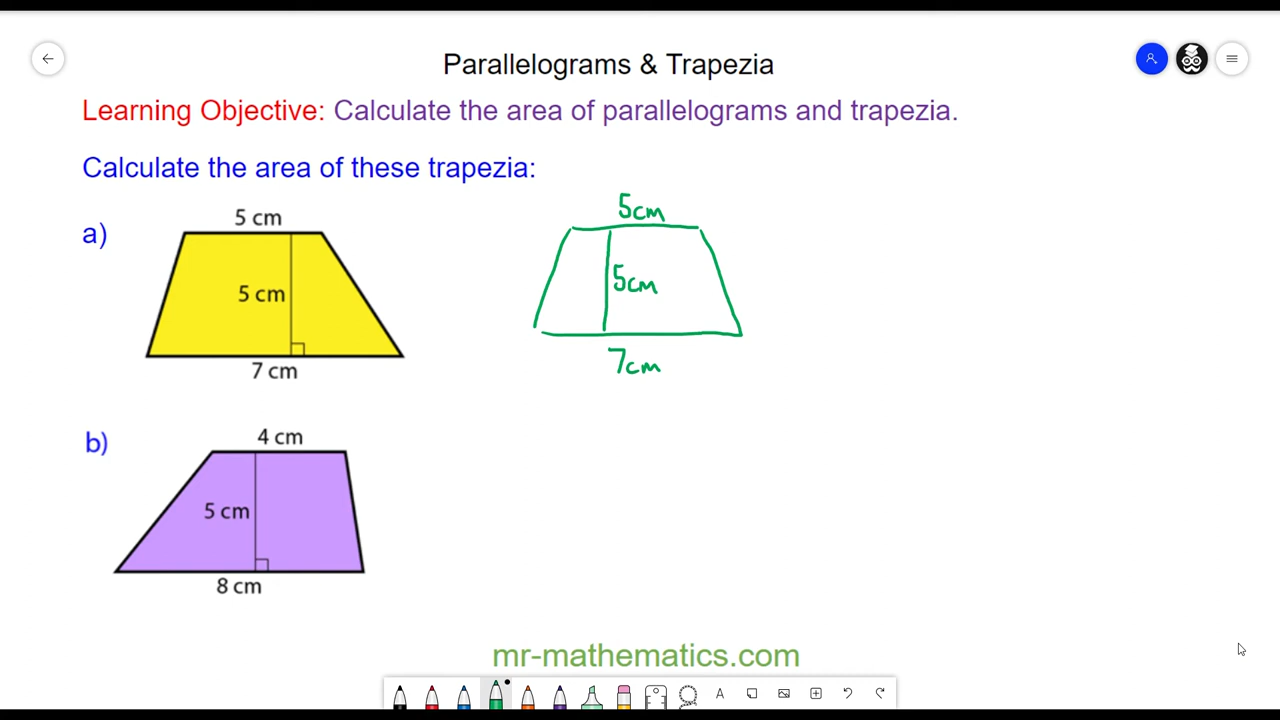 Parallelograms & Trapezia
Learning Objective: Calculate the area of parallelograms and trapezia.
Calculate the area of these trapezia:
a)
5 cm
5 cm
7 cm
5cm
5cm
7cm
b)
4 cm
5 cm
8 cm
mr-mathematics.com
A